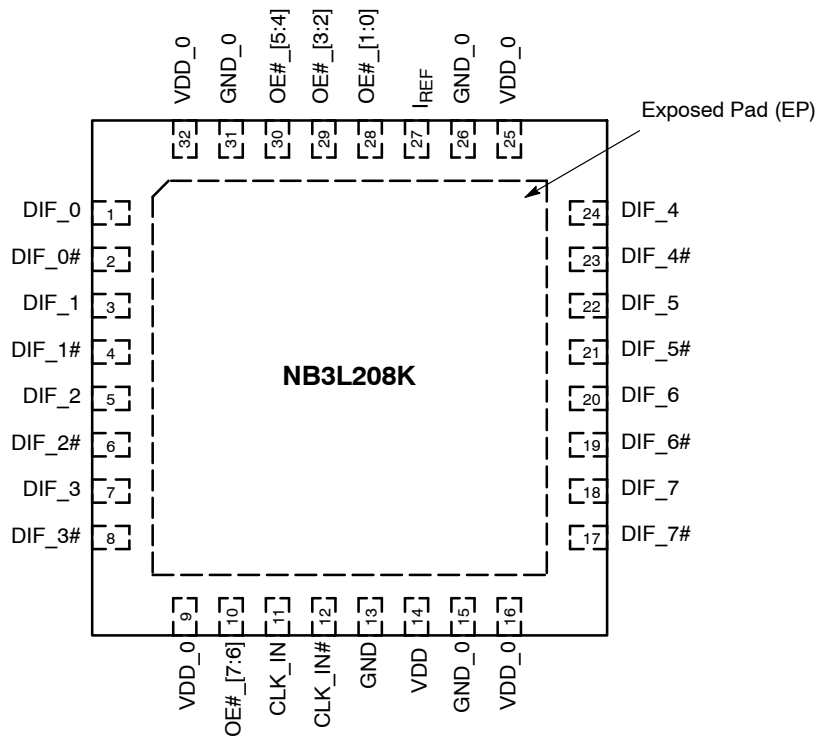 VDD_0
GND_0
OE#_[5:4]
OE#_[3:2]
OE#_[1:0]
IREF
GND_0
VDD_0
32
31
30
29
28
27
26
25
Exposed Pad (EP)
DIF_0 1
DIF_0# 2
DIF_1 3
DIF_1# 4
DIF_2 5
DIF_2# 6
DIF_3 7
DIF_3# 8
NB3L208K
24 DIF_4
23 DIF_4#
22 DIF_5
21 DIF_5#
20 DIF_6
19 DIF_6#
18 DIF_7
17 DIF_7#
9
10
11
12
13
14
15
16
VDD_0
OE#_[7:6]
CLK_IN
CLK_IN#
GND
VDD
GND_0
VDD_0